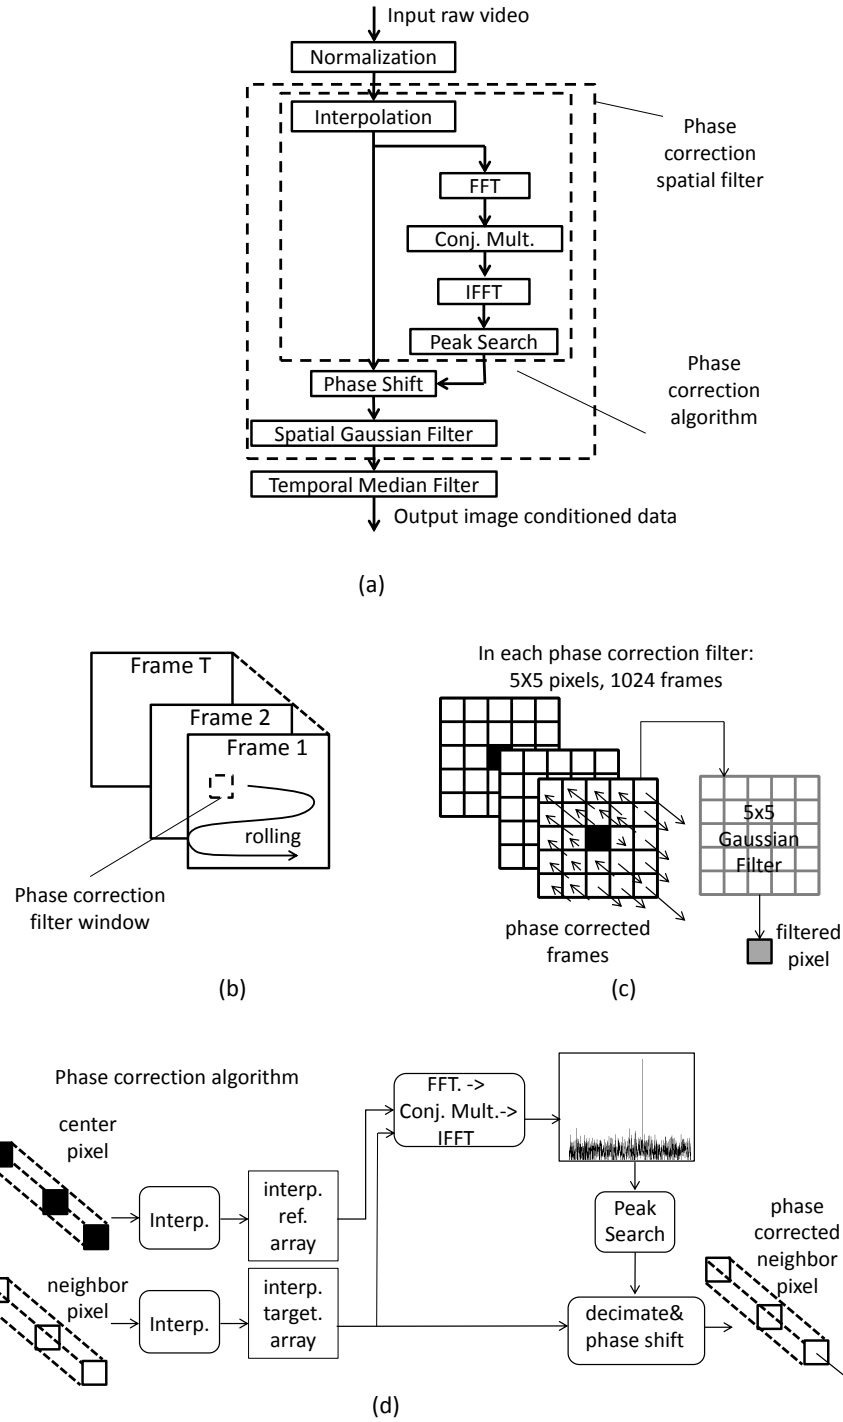 Input raw video
Normalization
Interpolation
Phase
correction
spatial filter
FFT
Conj. Mult.
IFFT
Peak Search
Phase
correction
algorithm
Phase Shift
Spatial Gaussian Filter
Temporal Median Filter
Output image conditioned data
(a)
Frame T
Frame 2
Frame 1
rolling
Phase correction
filter window
(b)
In each phase correction filter:
5X5 pixels, 1024 frames
5x5
Gaussian
Filter
phase corrected
frames
filtered
pixel
(c)
Phase correction algorithm
center
pixel
Interp.
interp.
ref.
array
FFT. ->
Conj. Mult.->
IFFT
Peak
Search
neighbor
pixel
Interp.
interp.
target.
array
decimate&
phase shift
phase
corrected
neighbor
pixel
(d)